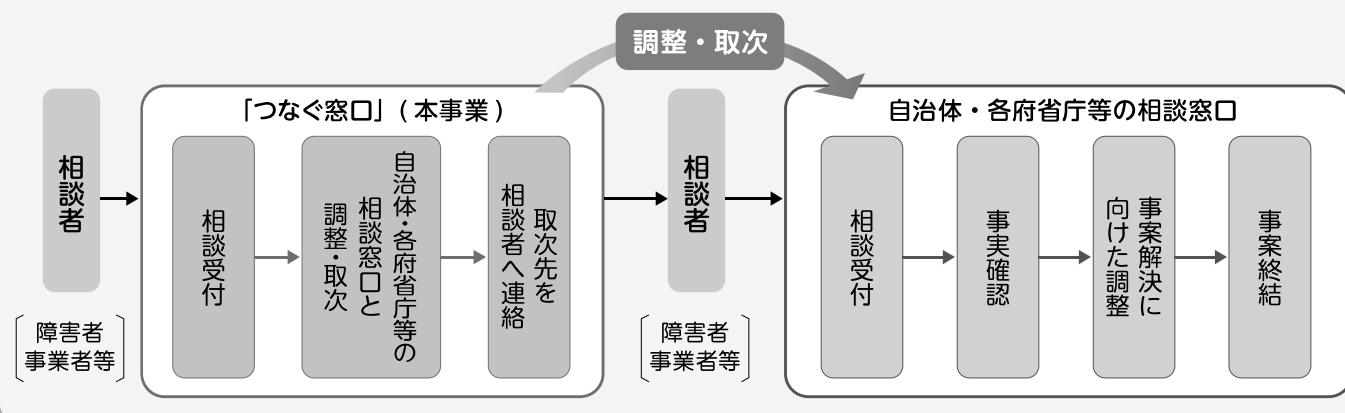 調整・取次
相談者
障害者
事業者等
「つなぐ窓口」(本事業)
相談受付
自治体・各府省庁等の
相談窓口と
調整・取次
取次先を
相談者へ連絡
相談者
障害者
事業者等
自治体・各府省庁等の相談窓口
相談受付
事実確認
事案解決に
向けた調整
事案終結